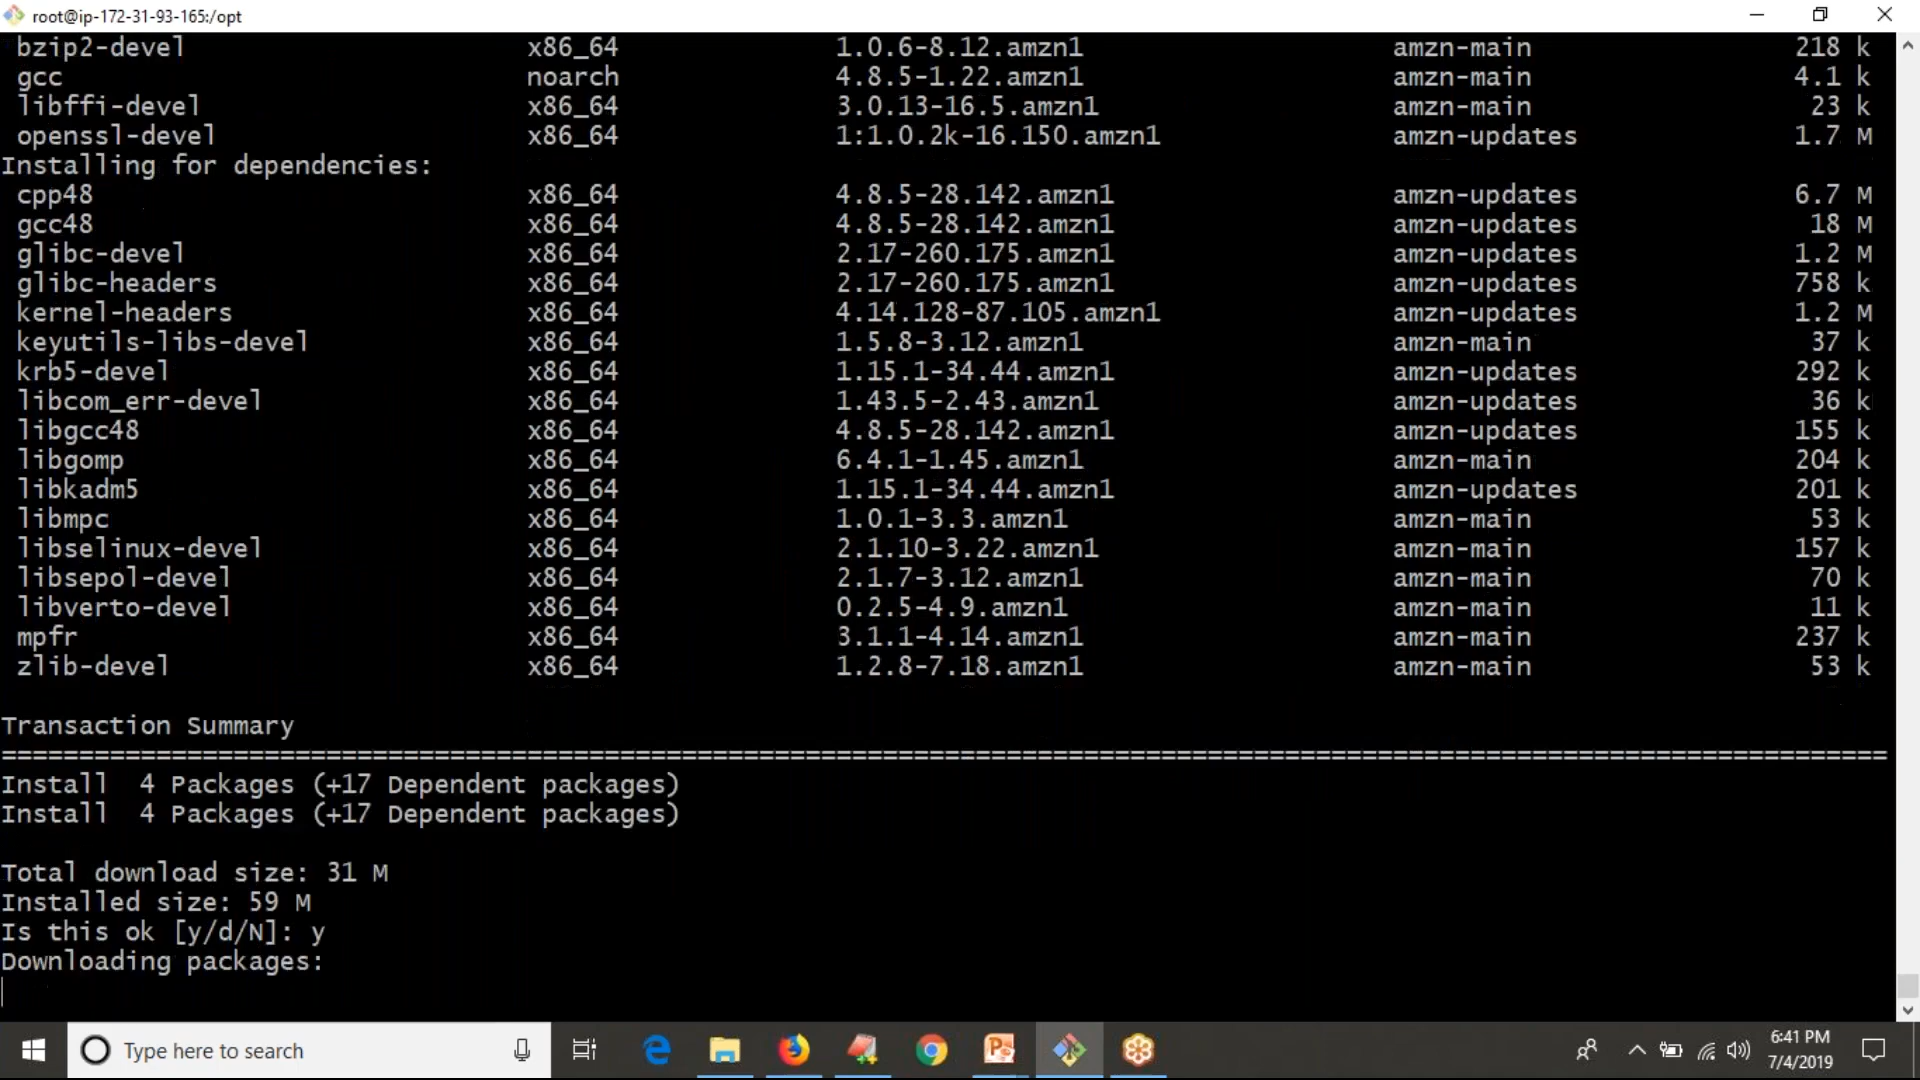 root@ip-172-31-93-165:/opt
bzip2-devel x86_64 1.0.6-8.12.amzn1 amzn-main 218 k
gcc noarch 4.8.5-1.22.amzn1 amzn-main 4.1 k
libffi-devel x86_64 3.0.13-16.5.amzn1 amzn-main 23 k
openssl-devel x86_64 1:1.0.2k-16.150.amzn1 amzn-updates 1.7 M
Installing for dependencies:
cpp48 x86_64 4.8.5-28.142.amzn1 amzn-updates 6.7 M
gcc48 x86_64 4.8.5-28.142.amzn1 amzn-updates 18 M
glibc-devel x86_64 2.17-260.175.amzn1 amzn-updates 1.2 M
glibc-headers x86_64 2.17-260.175.amzn1 amzn-updates 758 k
kernel-headers x86_64 4.14.128-87.105.amzn1 amzn-updates 1.2 M
keyutils-libs-devel x86_64 1.5.8-3.12.amzn1 amzn-main 37 k
krb5-devel x86_64 1.15.1-34.44.amzn1 amzn-updates 292 k
libcom_err-devel x86_64 1.43.5-2.43.amzn1 amzn-updates 36 k
libgcc48 x86_64 4.8.5-28.142.amzn1 amzn-updates 155 k
libgomp x86_64 6.4.1-1.45.amzn1 amzn-main 204 k
libkadm5 x86_64 1.15.1-34.44.amzn1 amzn-updates 201 k
libmpc x86_64 1.0.1-3.3.amzn1 amzn-main 53 k
libselinux-devel x86_64 2.1.10-3.22.amzn1 amzn-main 157 k
libsepol-devel x86_64 2.1.7-3.12.amzn1 amzn-main 70 k
libverto-devel x86_64 0.2.5-4.9.amzn1 amzn-main 11 k
mpfr x86_64 3.1.1-4.14.amzn1 amzn-main 237 k
zlib-devel x86_64 1.2.8-7.18.amzn1 amzn-main 53 k
Transaction Summary
================================================================================
Install 4 Packages (+17 Dependent packages)
Install 4 Packages (+17 Dependent packages)
Total download size: 31 M
Installed size: 59 M
Is this ok [y/d/N]: y
Downloading packages:
Type here to search
6:41 PM
7/4/2019